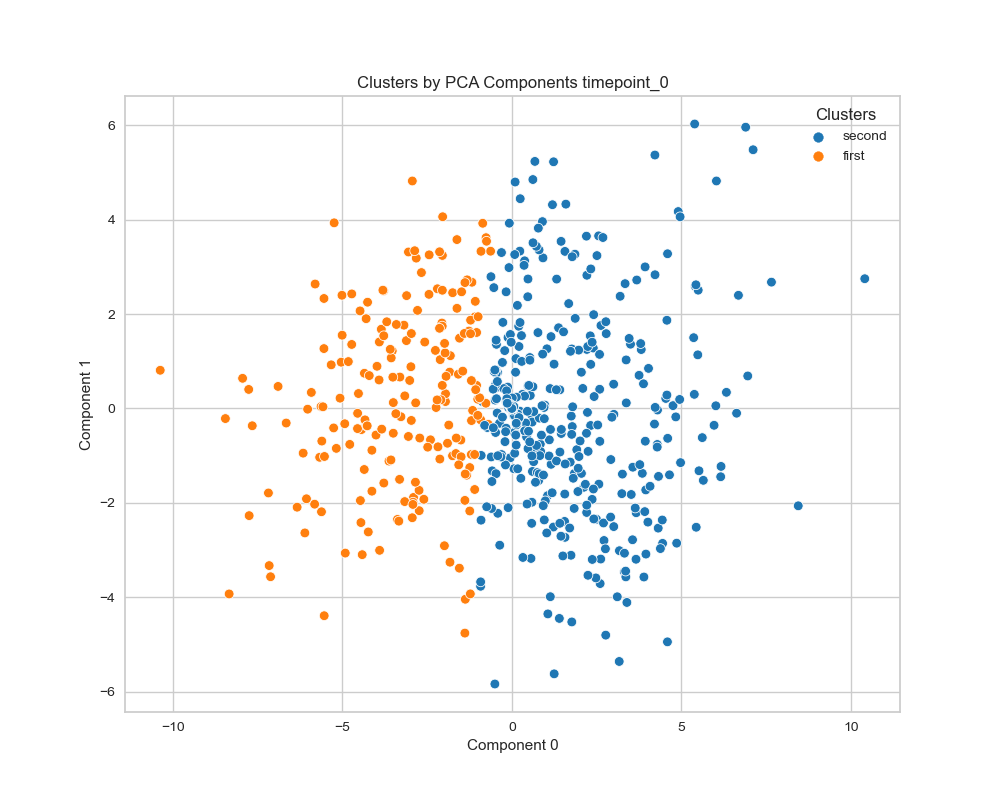 Clusters by PCA Components timepoint_0
Clusters
second
first
Component 1
6
4
2
0
−2
−4
−6
−10
−5
0
5
10
Component 0